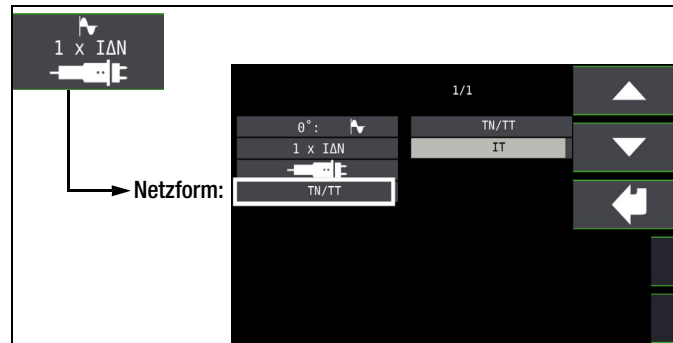 1 x IΔN
1/1
0°:
TN/TT
1 x IΔN
IT
Netzform:
TN/TT